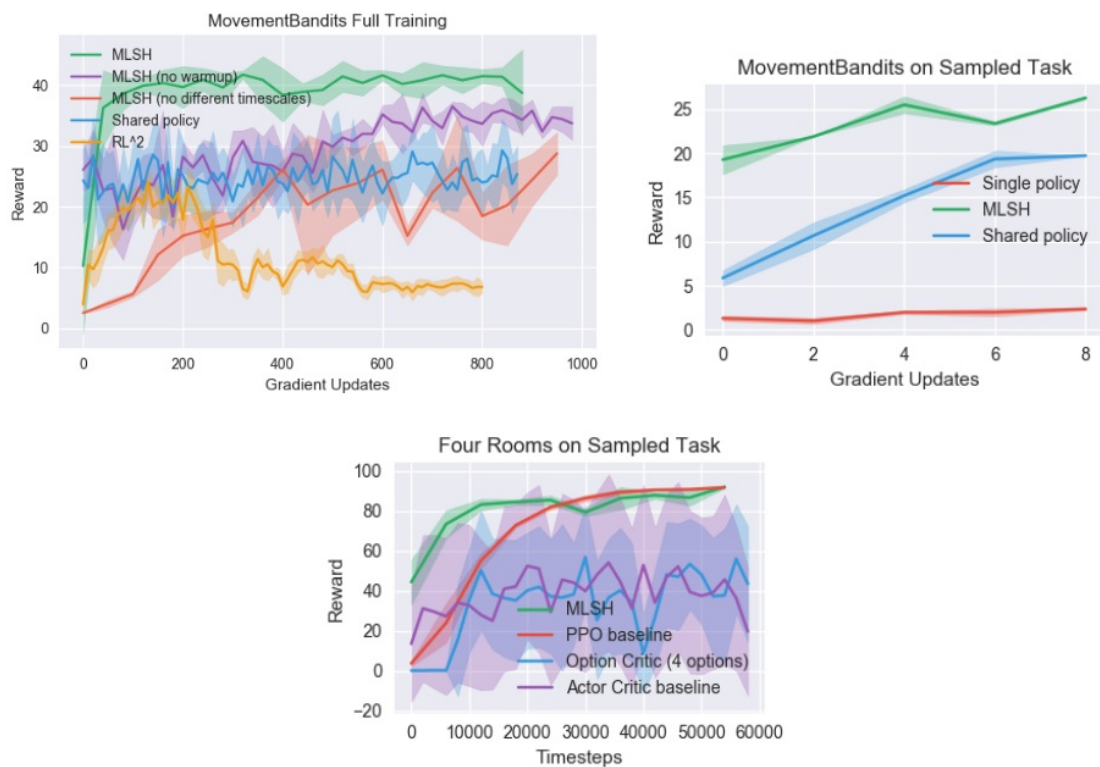 MovementBandits Full Training
MLSH
MLSH (no warmup)
MLSH (no different timescales)
Shared policy
RL^2
Reward
40
30
20
10
0
0 200 400 600 800 1000
Gradient Updates
MovementBandits on Sampled Task
Reward
25
20
15
10
5
0
Single policy
MLSH
Shared policy
0 2 4 6 8
Gradient Updates
Four Rooms on Sampled Task
Reward
100
80
60
40
20
0
−20
MLSH
PPO baseline
Option Critic (4 options)
Actor Critic baseline
0 10000 20000 30000 40000 50000 60000
Timesteps